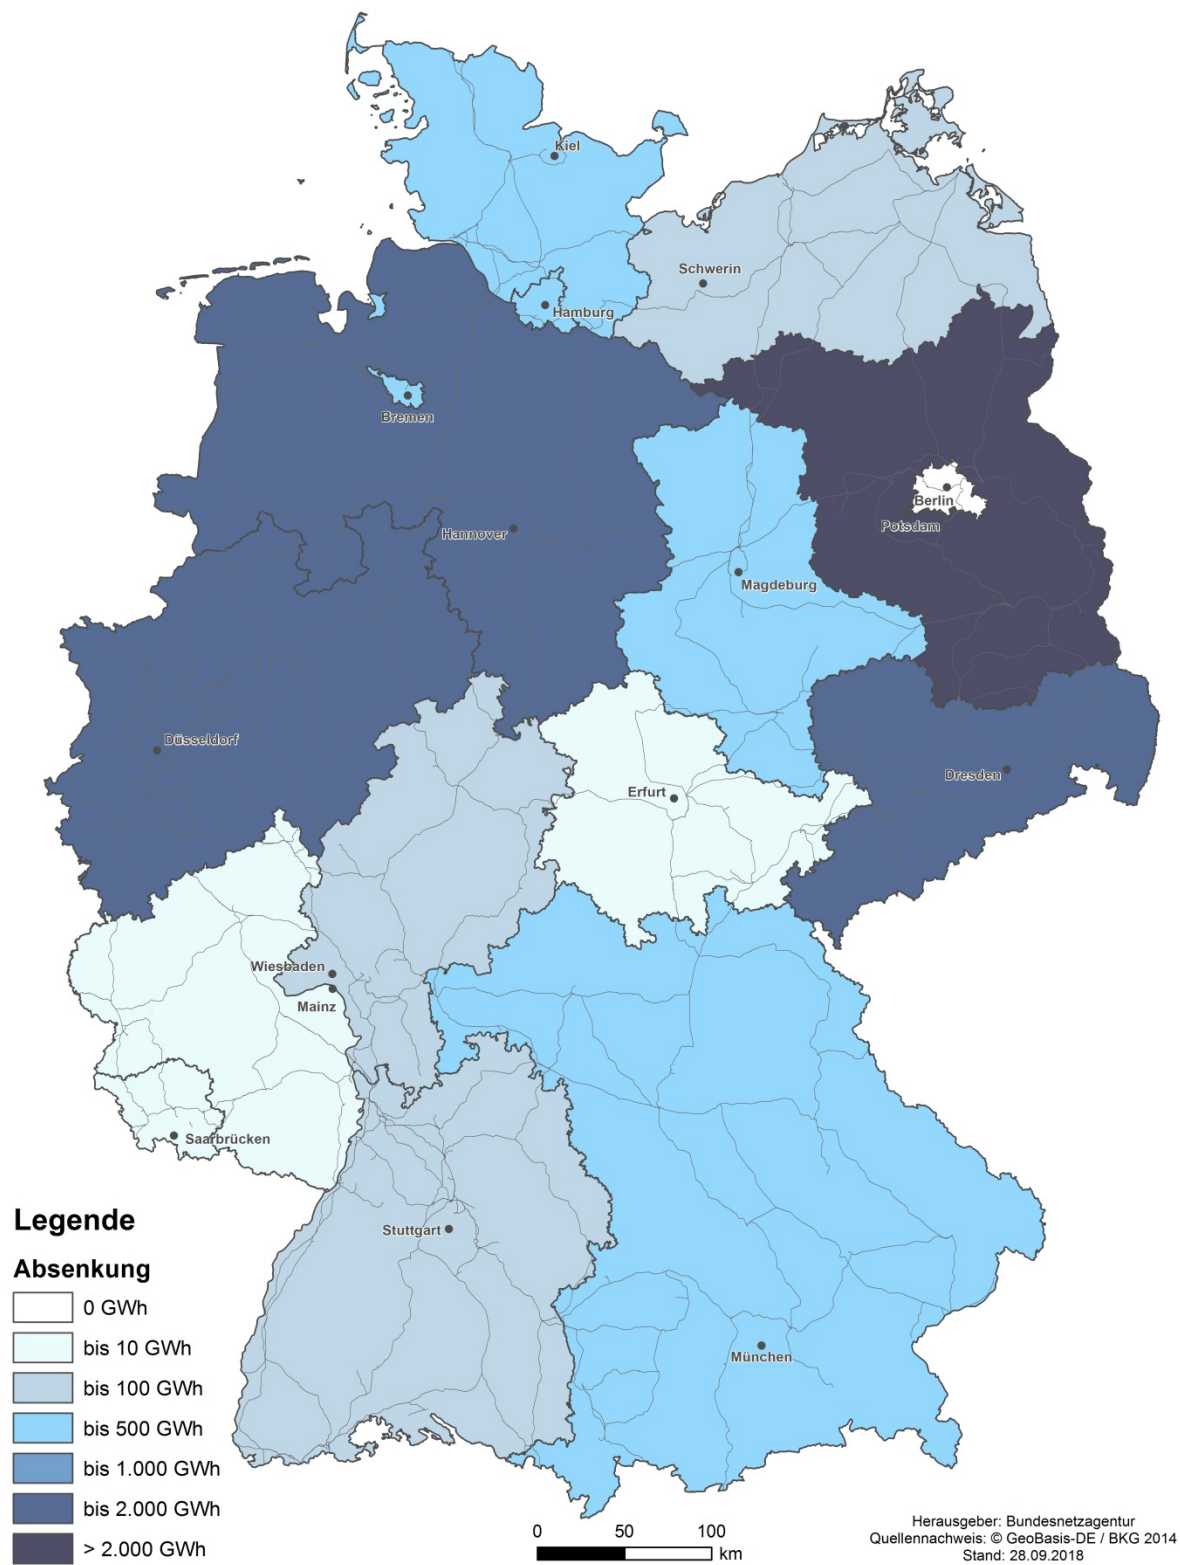 Kiel
Schwerin
Hamburg
Bremen
Berlin
Potsdam
Hannover
Magdeburg
Düsseldorf
Dresden
Erfurt
Wiesbaden
Mainz
Saarbrücken
Stuttgart
München
Legende
Absenkung
0 GWh
bis 10 GWh
bis 100 GWh
bis 500 GWh
bis 1.000 GWh
bis 2.000 GWh
> 2.000 GWh
0 50 100
km
Herausgeber: Bundesnetzagentur
Quellennachweis: © GeoBasis-DE / BKG 2014
Stand: 28.09.2018